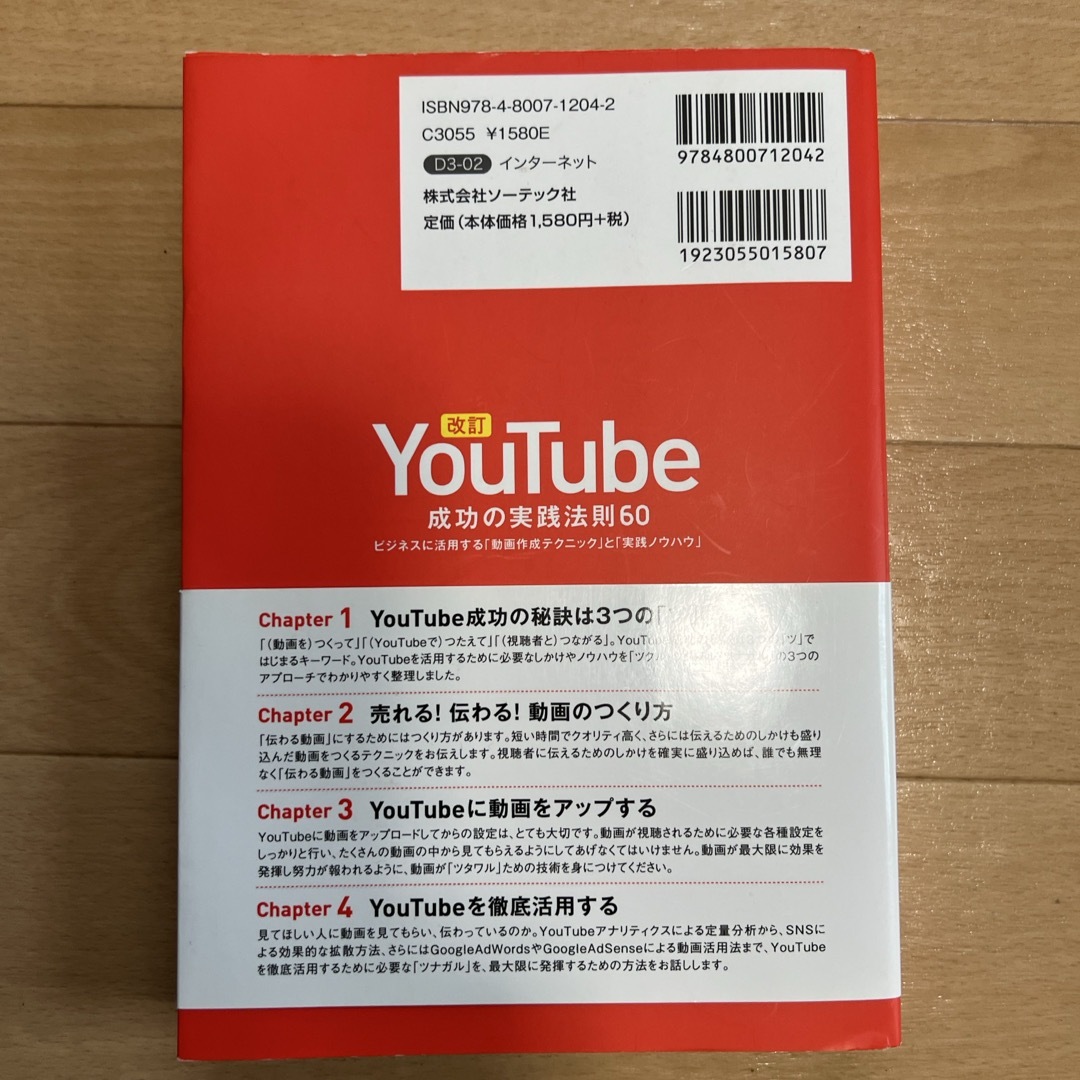 ISBN978-4-8007-1204-2
C3055 ¥1580E
D3-02 インターネット
株式会社ソーテック社
定価(本体価格1,580円+税)
9784800712042
1923055015807
改訂
YouTube
成功の実践法則60
ビジネスに活用する「動画作成テクニック」と「実践ノウハウ」
Chapter 1 YouTube成功の秘訣は3つの「
「(動画を)つくって」「(YouTubeで)つたえて」「(視聴者と)つながる」。YouTube ツ」で
はじまるキーワード。YouTubeを活用するために必要なしかけやノウハウを「ツク の3つの
アプローチでわかりやすく整理しました。
Chapter 2 売れる! 伝わる! 動画のつくり方
「伝わる動画」にするためにはつくり方があります。短い時間でクオリティ高く、さらには伝えるためのしかけも盛り
込んだ動画をつくるテクニックをお伝えします。視聴者に伝えるためのしかけを確実に盛り込めば、誰でも無理
なく「伝わる動画」をつくることができます。
Chapter 3 YouTubeに動画をアップする
YouTubeに動画をアップロードしてからの設定は、とても大切です。動画が視聴されるために必要な各種設定を
しっかりと行い、たくさんの動画の中から見てもらえるようにしてあげなくてはいけません。動画が最大限に効果を
発揮し努力が報われるように、動画が「ツタワル」ための技術を身につけてください。
Chapter 4 YouTubeを徹底活用する
見てほしい人に動画を見てもらい、伝わっているのか。YouTubeアナリティクスによる定量分析から、SNSに
よる効果的な拡散方法、さらにはGoogleAdWordsやGoogleAdSenseによる動画活用法まで、YouTube
を徹底活用するために必要な「ツナガル」を、最大限に発揮するための方法をお話しします。